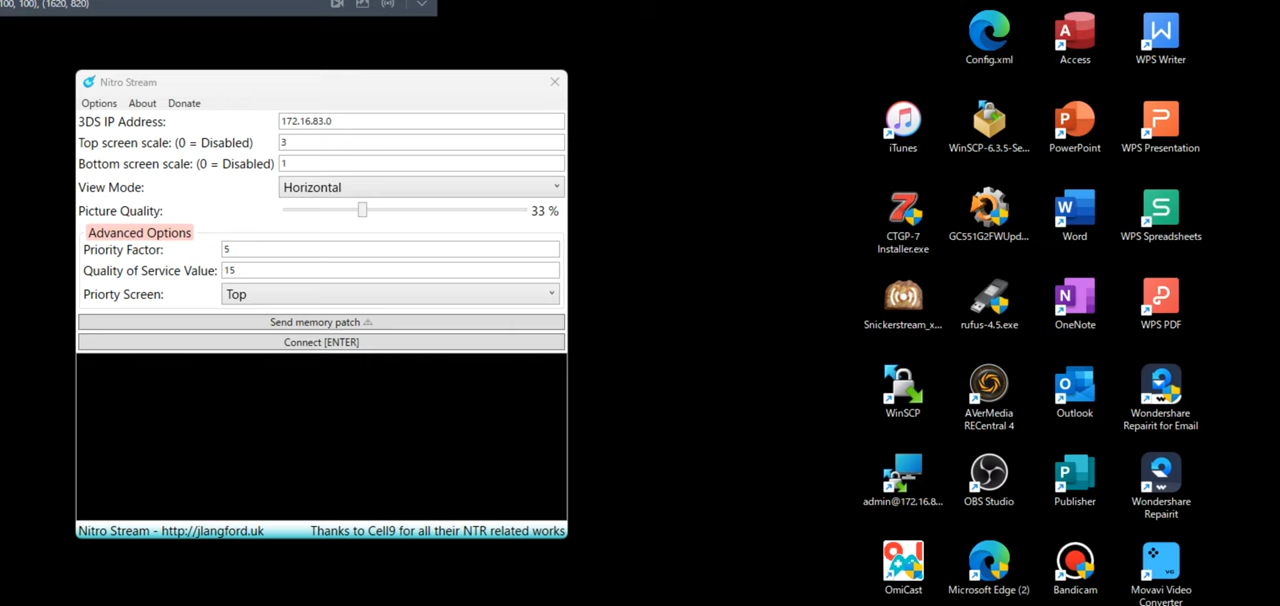 100, 100), (1620, 820)
Nitro Stream
Options About Donate
3DS IP Address: 172.16.83.0
Top screen scale: (0 = Disabled) 3
Bottom screen scale: (0 = Disabled) 1
View Mode: Horizontal
Picture Quality: 33 %
Advanced Options
Priority Factor: 5
Quality of Service Value: 15
Priorty Screen: Top
Send memory patch ⚠
Connect [ENTER]
Nitro Stream - http://jlangford.uk Thanks to Cell9 for all their NTR related works
Config.xml
Access
WPS Writer
iTunes
WinSCP-6.3.5-Se...
PowerPoint
WPS Presentation
CTGP-7
Installer.exe
GC551G2FWUpd...
Word
WPS Spreadsheets
Snickerstream_x...
rufus-4.5.exe
OneNote
WPS PDF
WinSCP
AVerMedia
RECentral 4
Outlook
Wondershare
Repairit for Email
admin@172.16.8...
OBS Studio
Publisher
Wondershare
Repairit
OmiCast
Microsoft Edge (2)
Bandicam
Movavi Video
Converter